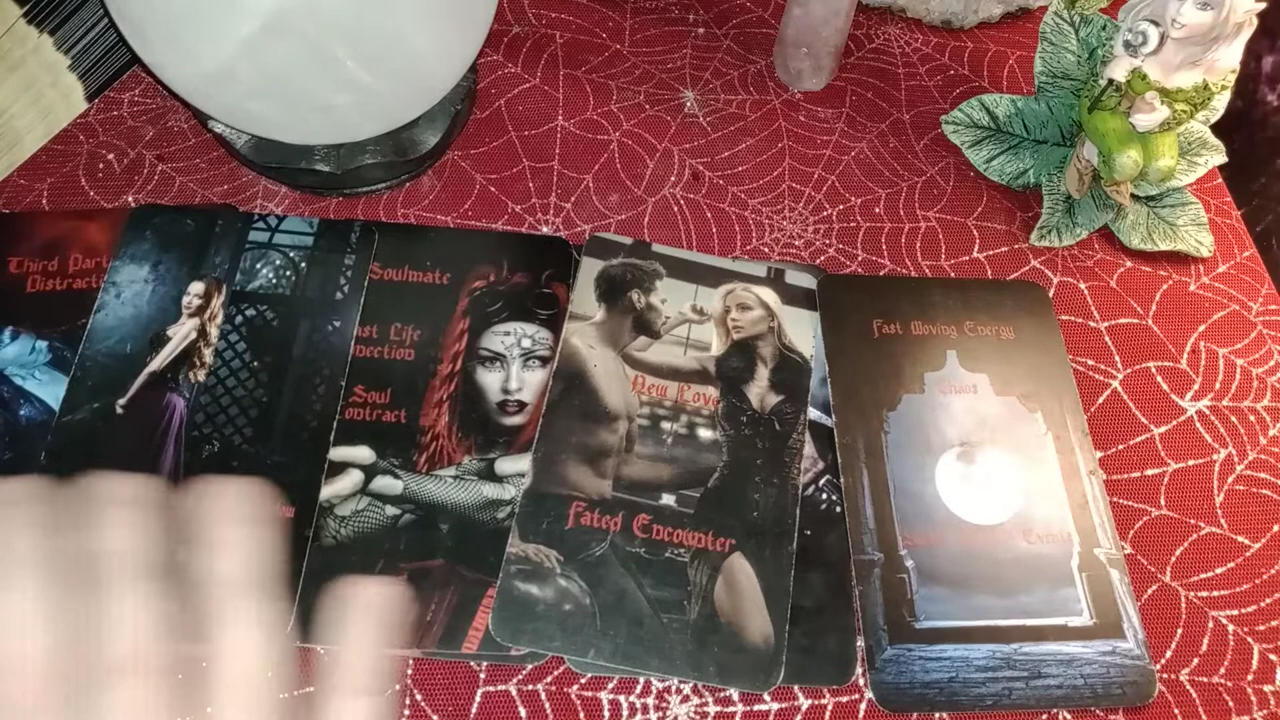 Third Part
Distract
Soulmate
ast Life
nection
Soul
ontract
New Love
Fated Encounter
Fast Moving Energy
Chaos